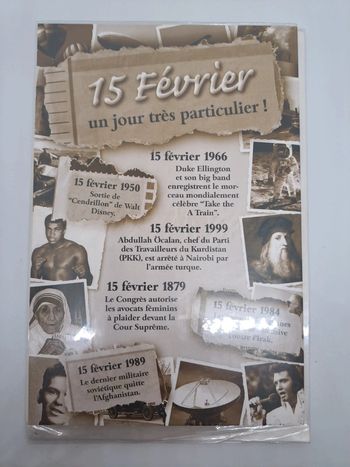 15 Février
un jour très particulier !
15 février 1966
Duke Ellington
et son big band
enregistrent le mor-
ceau mondialement
célèbre "Take the
A Train".
15 février 1950
Sortie de
"Cendrillon" de Walt
Disney.
15 février 1999
Abdullah Öcalan, chef du Parti
des Travailleurs du Kurdistan
(PKK), est arrêté à Nairobi par
l'armée turque.
15 février 1879
Le Congrès autorise
les avocats féminins
à plaider devant la
Cour Suprême.
15 février 1984
l'Irak.
15 février 1989
Le dernier militaire
soviétique quitte
l'Afghanistan.